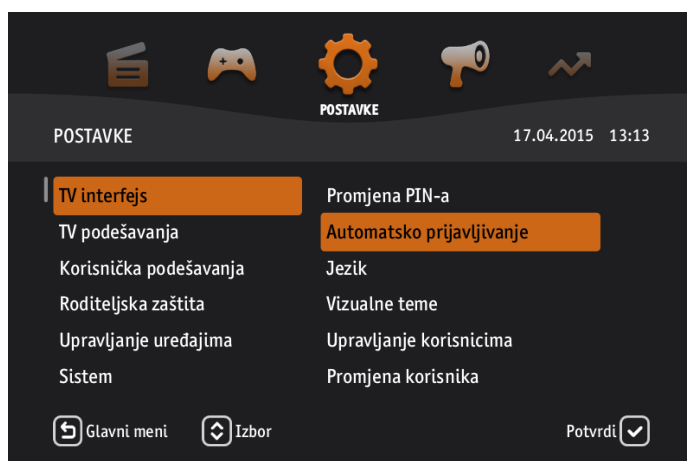 POSTAVKE
POSTAVKE 17.04.2015 13:13
TV interfejs Promjena PIN-a
TV podešavanja Automatsko prijavljivanje
Korisnička podešavanja Jezik
Roditeljska zaštita Vizualne teme
Upravljanje uređajima Upravljanje korisnicima
Sistem Promjena korisnika
Glavni meni Izbor Potvrdi